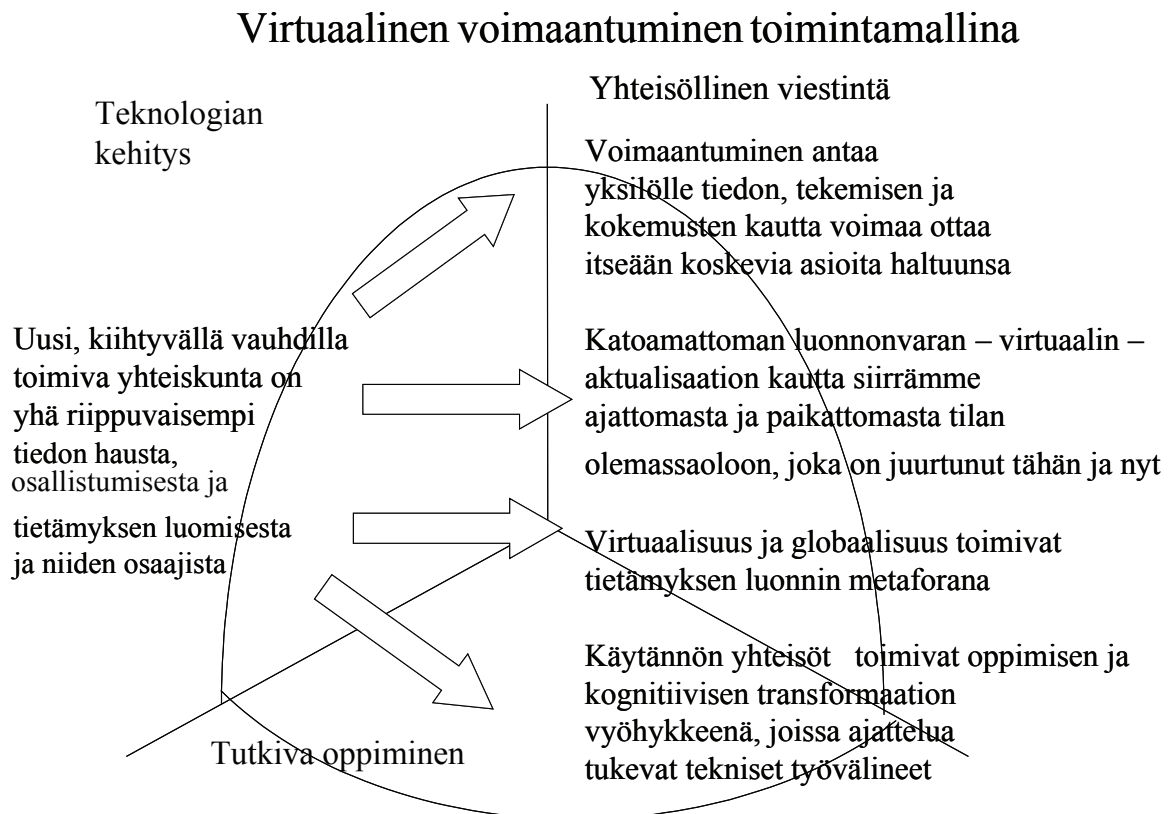 Virtuaalinen voimaantuminen toimintamallina
Teknologian
kehitys
Yhteisöllinen viestintä
Voimaantuminen antaa
yksilölle tiedon, tekemisen ja
kokemusten kautta voimaa ottaa
itseään koskevia asioita haltuunsa
Uusi, kiihtyvällä vauhdilla
toimiva yhteiskunta on
yhä riippuvaisempi
tiedon hausta,
osallistumisesta ja
tietämyksen luomisesta
ja niiden osaajista
Katoamattoman luonnonvaran – virtuaalin –
aktualisaation kautta siirrämme
ajattomasta ja paikattomasta tilan
olemassaoloon, joka on juurtunut tähän ja nyt
Virtuaalisuus ja globaalisuus toimivat
tietämyksen luonnin metaforana
Käytännön yhteisöt toimivat oppimisen ja
kognitiivisen transformaation
vyöhykkeenä, joissa ajattelua
tukevat tekniset työvälineet
Tutkiva oppiminen